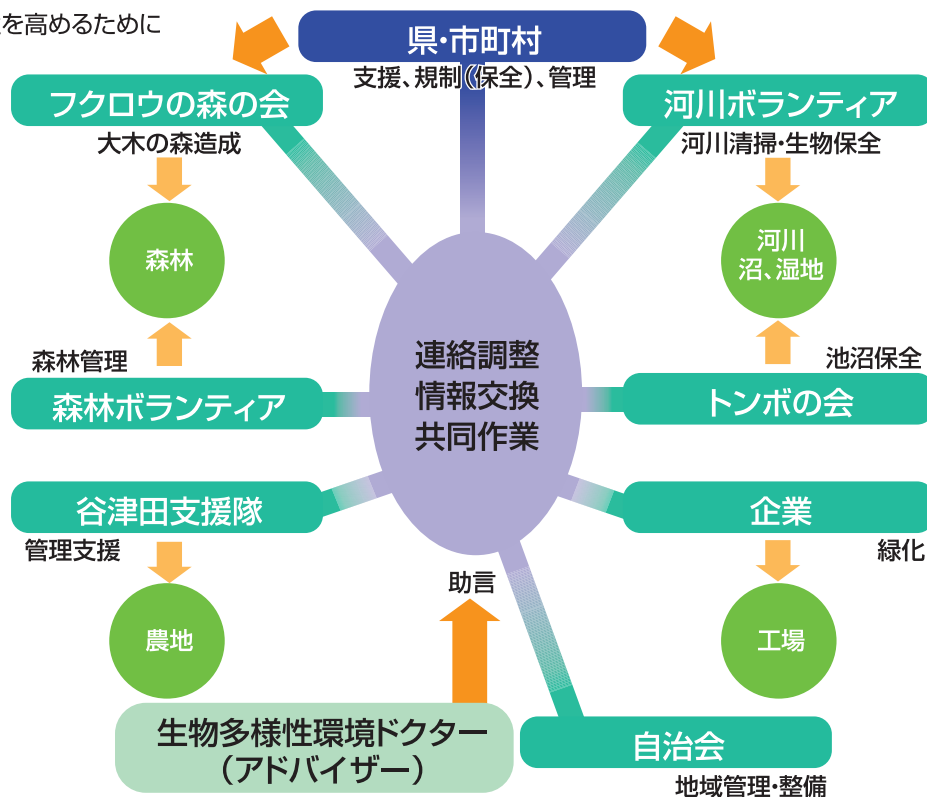 を高めるために
県・市町村
支援、規制（保全）、管理
フクロウの森の会
大木の森造成
河川ボランティア
河川清掃・生物保全
森林
河川
沼、湿地
森林管理
森林ボランティア
池沼保全
トンボの会
連絡調整
情報交換
共同作業
谷津田支援隊
管理支援
企業
緑化
農地
助言
工場
生物多様性環境ドクター
（アドバイザー）
自治会
地域管理・整備